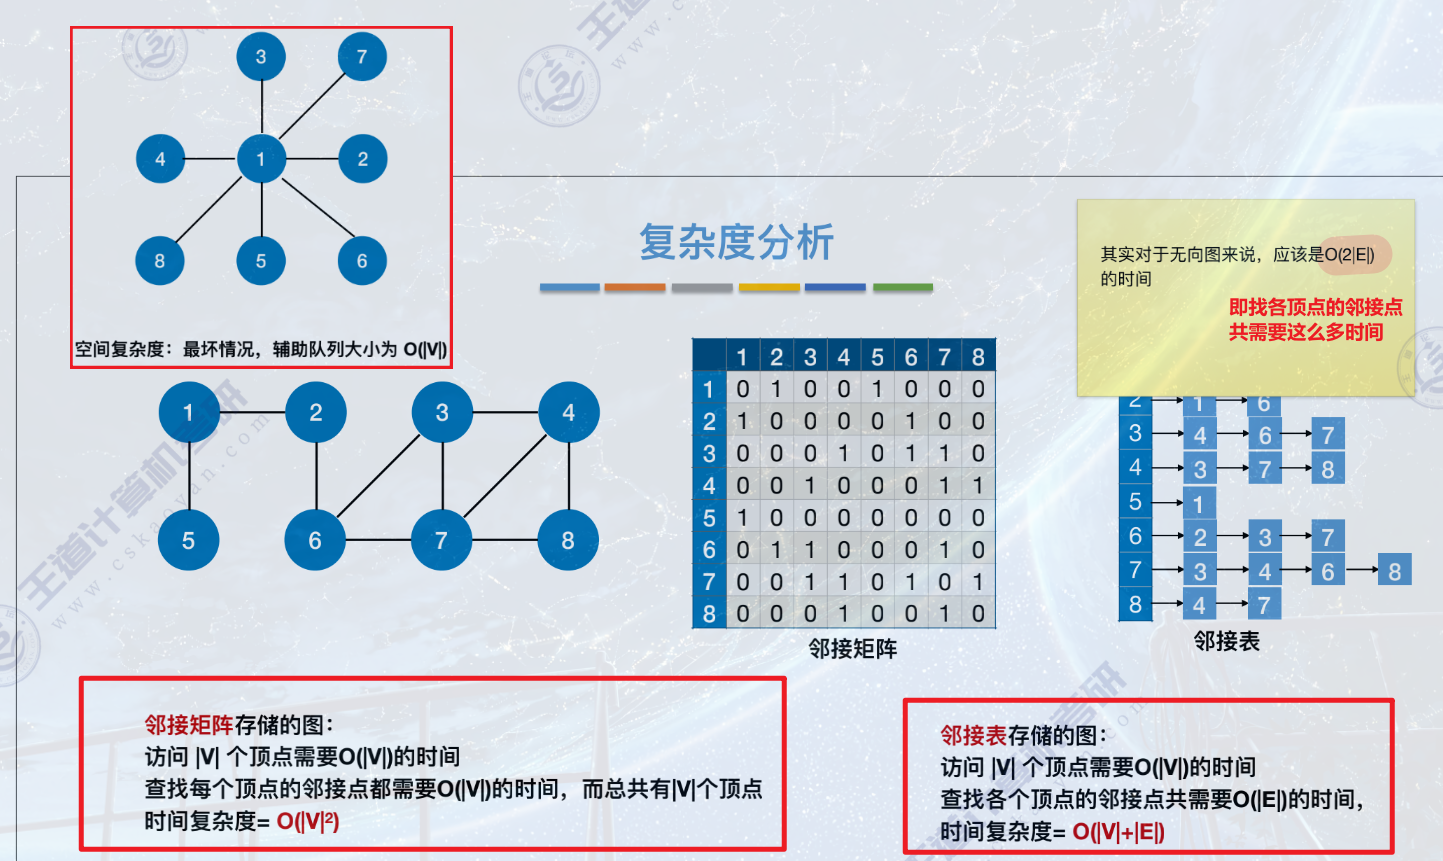 3 7
4 1 2
8 5 6
空间复杂度：最坏情况，辅助队列大小为 O(|V|)
复杂度分析
其实对于无向图来说，应该是O(2|E|)
的时间
即找各顶点的邻接点
共需要这么多时间
1 2 3 4
5 6 7 8
1 2 3 4 5 6 7 8
1 0 1 0 0 1 0 0 0
2 1 0 0 0 0 1 0 0
3 0 0 0 1 0 1 1 0
4 0 0 1 0 0 0 1 1
5 1 0 0 0 0 0 0 0
6 0 1 1 0 0 0 1 0
7 0 0 1 1 0 1 0 1
8 0 0 0 1 0 0 1 0
邻接矩阵
2 1 6
3 4 6 7
4 3 7 8
5 1
6 2 3 7
7 3 4 6 8
8 4 7
邻接表
邻接矩阵存储的图：
访问 |V| 个顶点需要O(|V|)的时间
查找每个顶点的邻接点都需要O(|V|)的时间，而总共有|V|个顶点
时间复杂度= O(|V|²)
邻接表存储的图：
访问 |V| 个顶点需要O(|V|)的时间
查找各个顶点的邻接点共需要O(|E|)的时间，
时间复杂度= O(|V|+|E|)
王道计算机考研
www.cskaoyan.com